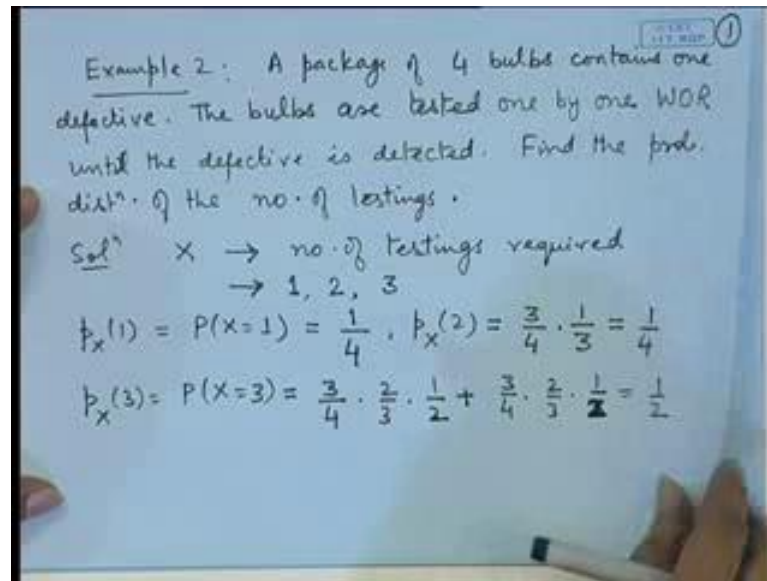 1
Example 2: A package of 4 bulbs contains one
defective. The bulbs are tested one by one WOR
until the defective is detected. Find the prob.
distⁿ. of the no. of testings.
Solⁿ X → no. of testings required
→ 1, 2, 3
p_X(1) = P(X=1) = 1/4, p_X(2) = 3/4 · 1/3 = 1/4
p_X(3) = P(X=3) = 3/4 · 2/3 · 1/2 + 3/4 · 2/3 · 1/2 = 1/2